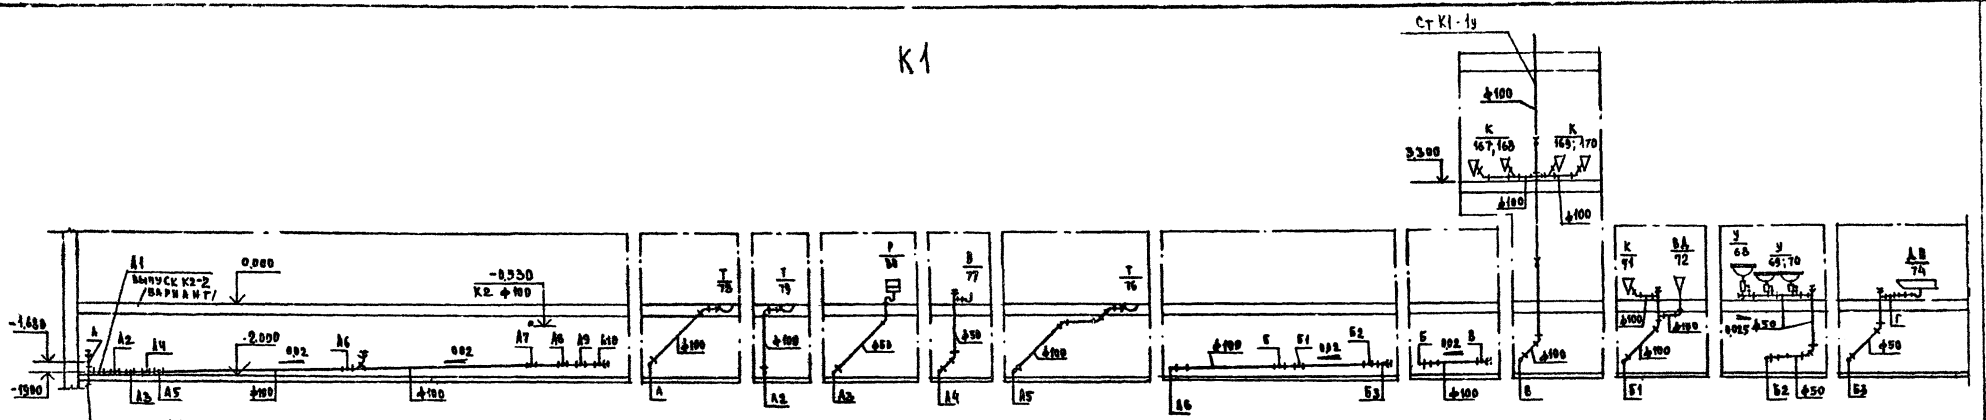 К1
Ст К1-1у
ф100
К
167,168
К
169;170
3.300
ф100
ф100
А1
ВЫПУСК К2-2
/ВАРИАНТ/
0,000
-0,530
К2 ф100
-1,680
-1,900
А
А2
А4
-2.000
0,02
А6
0,02
А7
А8
А9
А10
А3
А5
ф100
ф100
Т
78
ф100
А
Т
79
ф100
А2
Р
ф50
А3
В
77
ф50
А4
Т
76
ф100
А5
ф100
Б
Б1
0,02
Б2
А6
Б3
Б
0,02
В
ф100
ф100
В
К
71
ВД
72
ф100
ф100
ф100
Б1
У
68
У
69;70
0,025
ф50
Б2
ф50
ДВ
74
Г
ф50
Б3